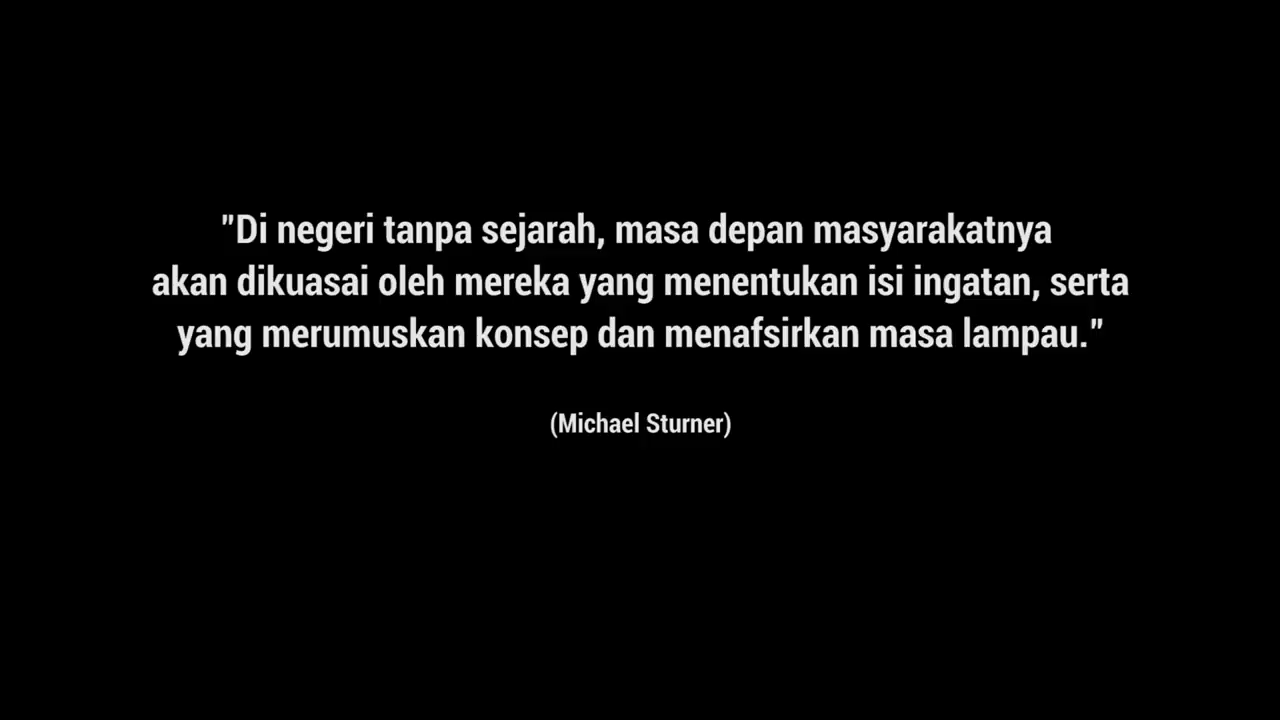 "Di negeri tanpa sejarah, masa depan masyarakatnya
akan dikuasai oleh mereka yang menentukan isi ingatan, serta
yang merumuskan konsep dan menafsirkan masa lampau."
(Michael Sturner)